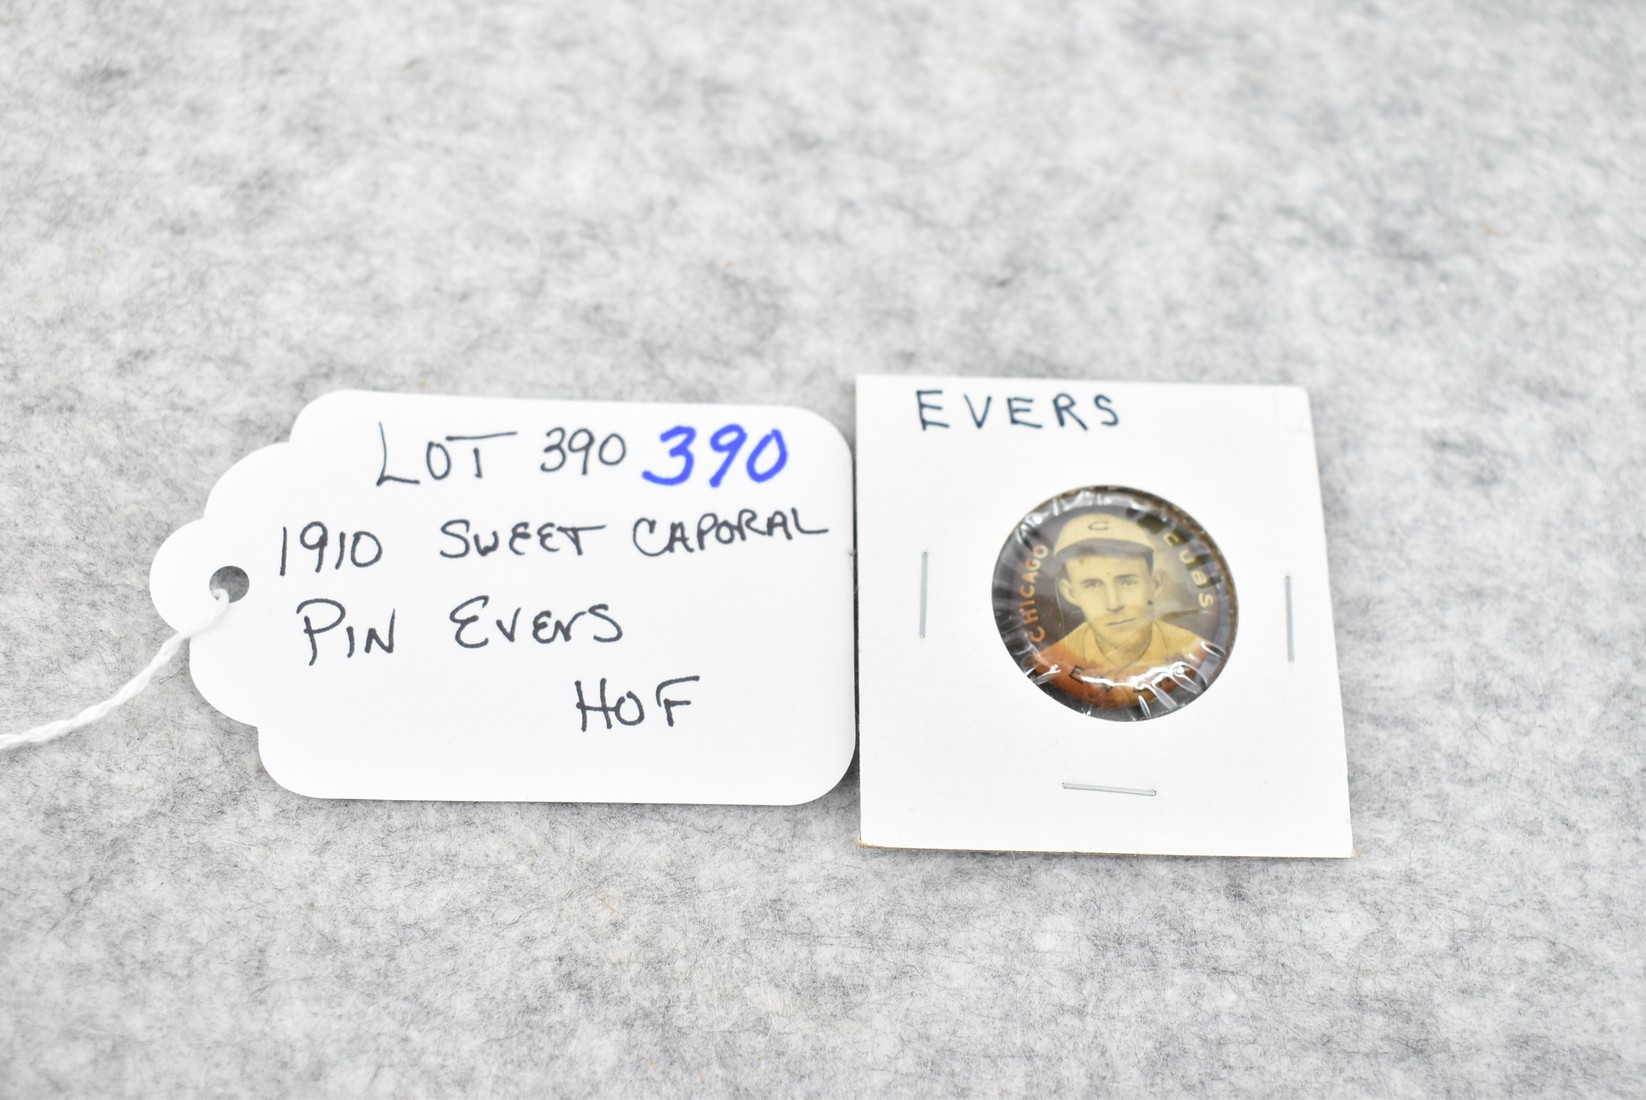 LOT 390 390
1910 SWEET CAPORAL
PIN EVERS
HOF
EVERS
C
CHICAGO
CUBS